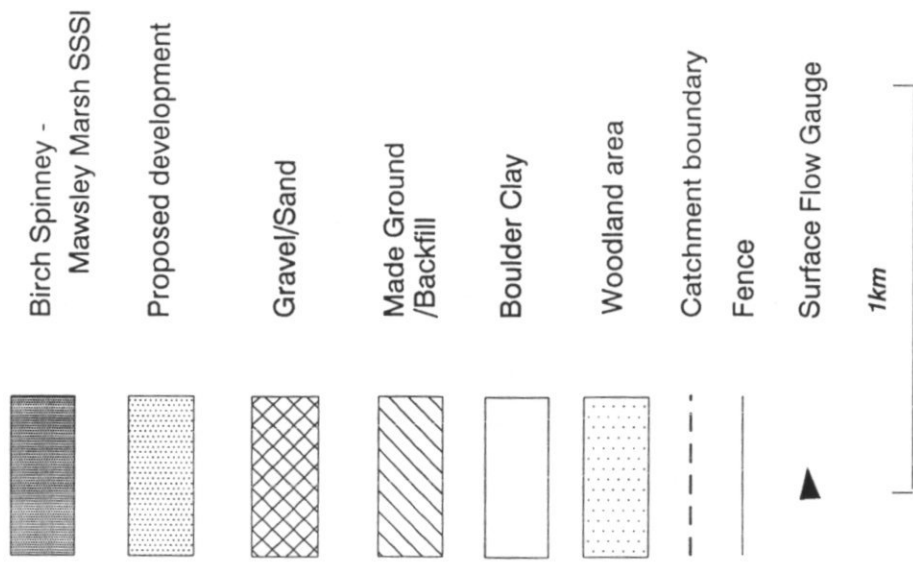 Birch Spinney -
Mawsley Marsh SSSI
Proposed development
Gravel/Sand
Made Ground
/Backfill
Boulder Clay
Woodland area
Catchment boundary
Fence
Surface Flow Gauge
1km